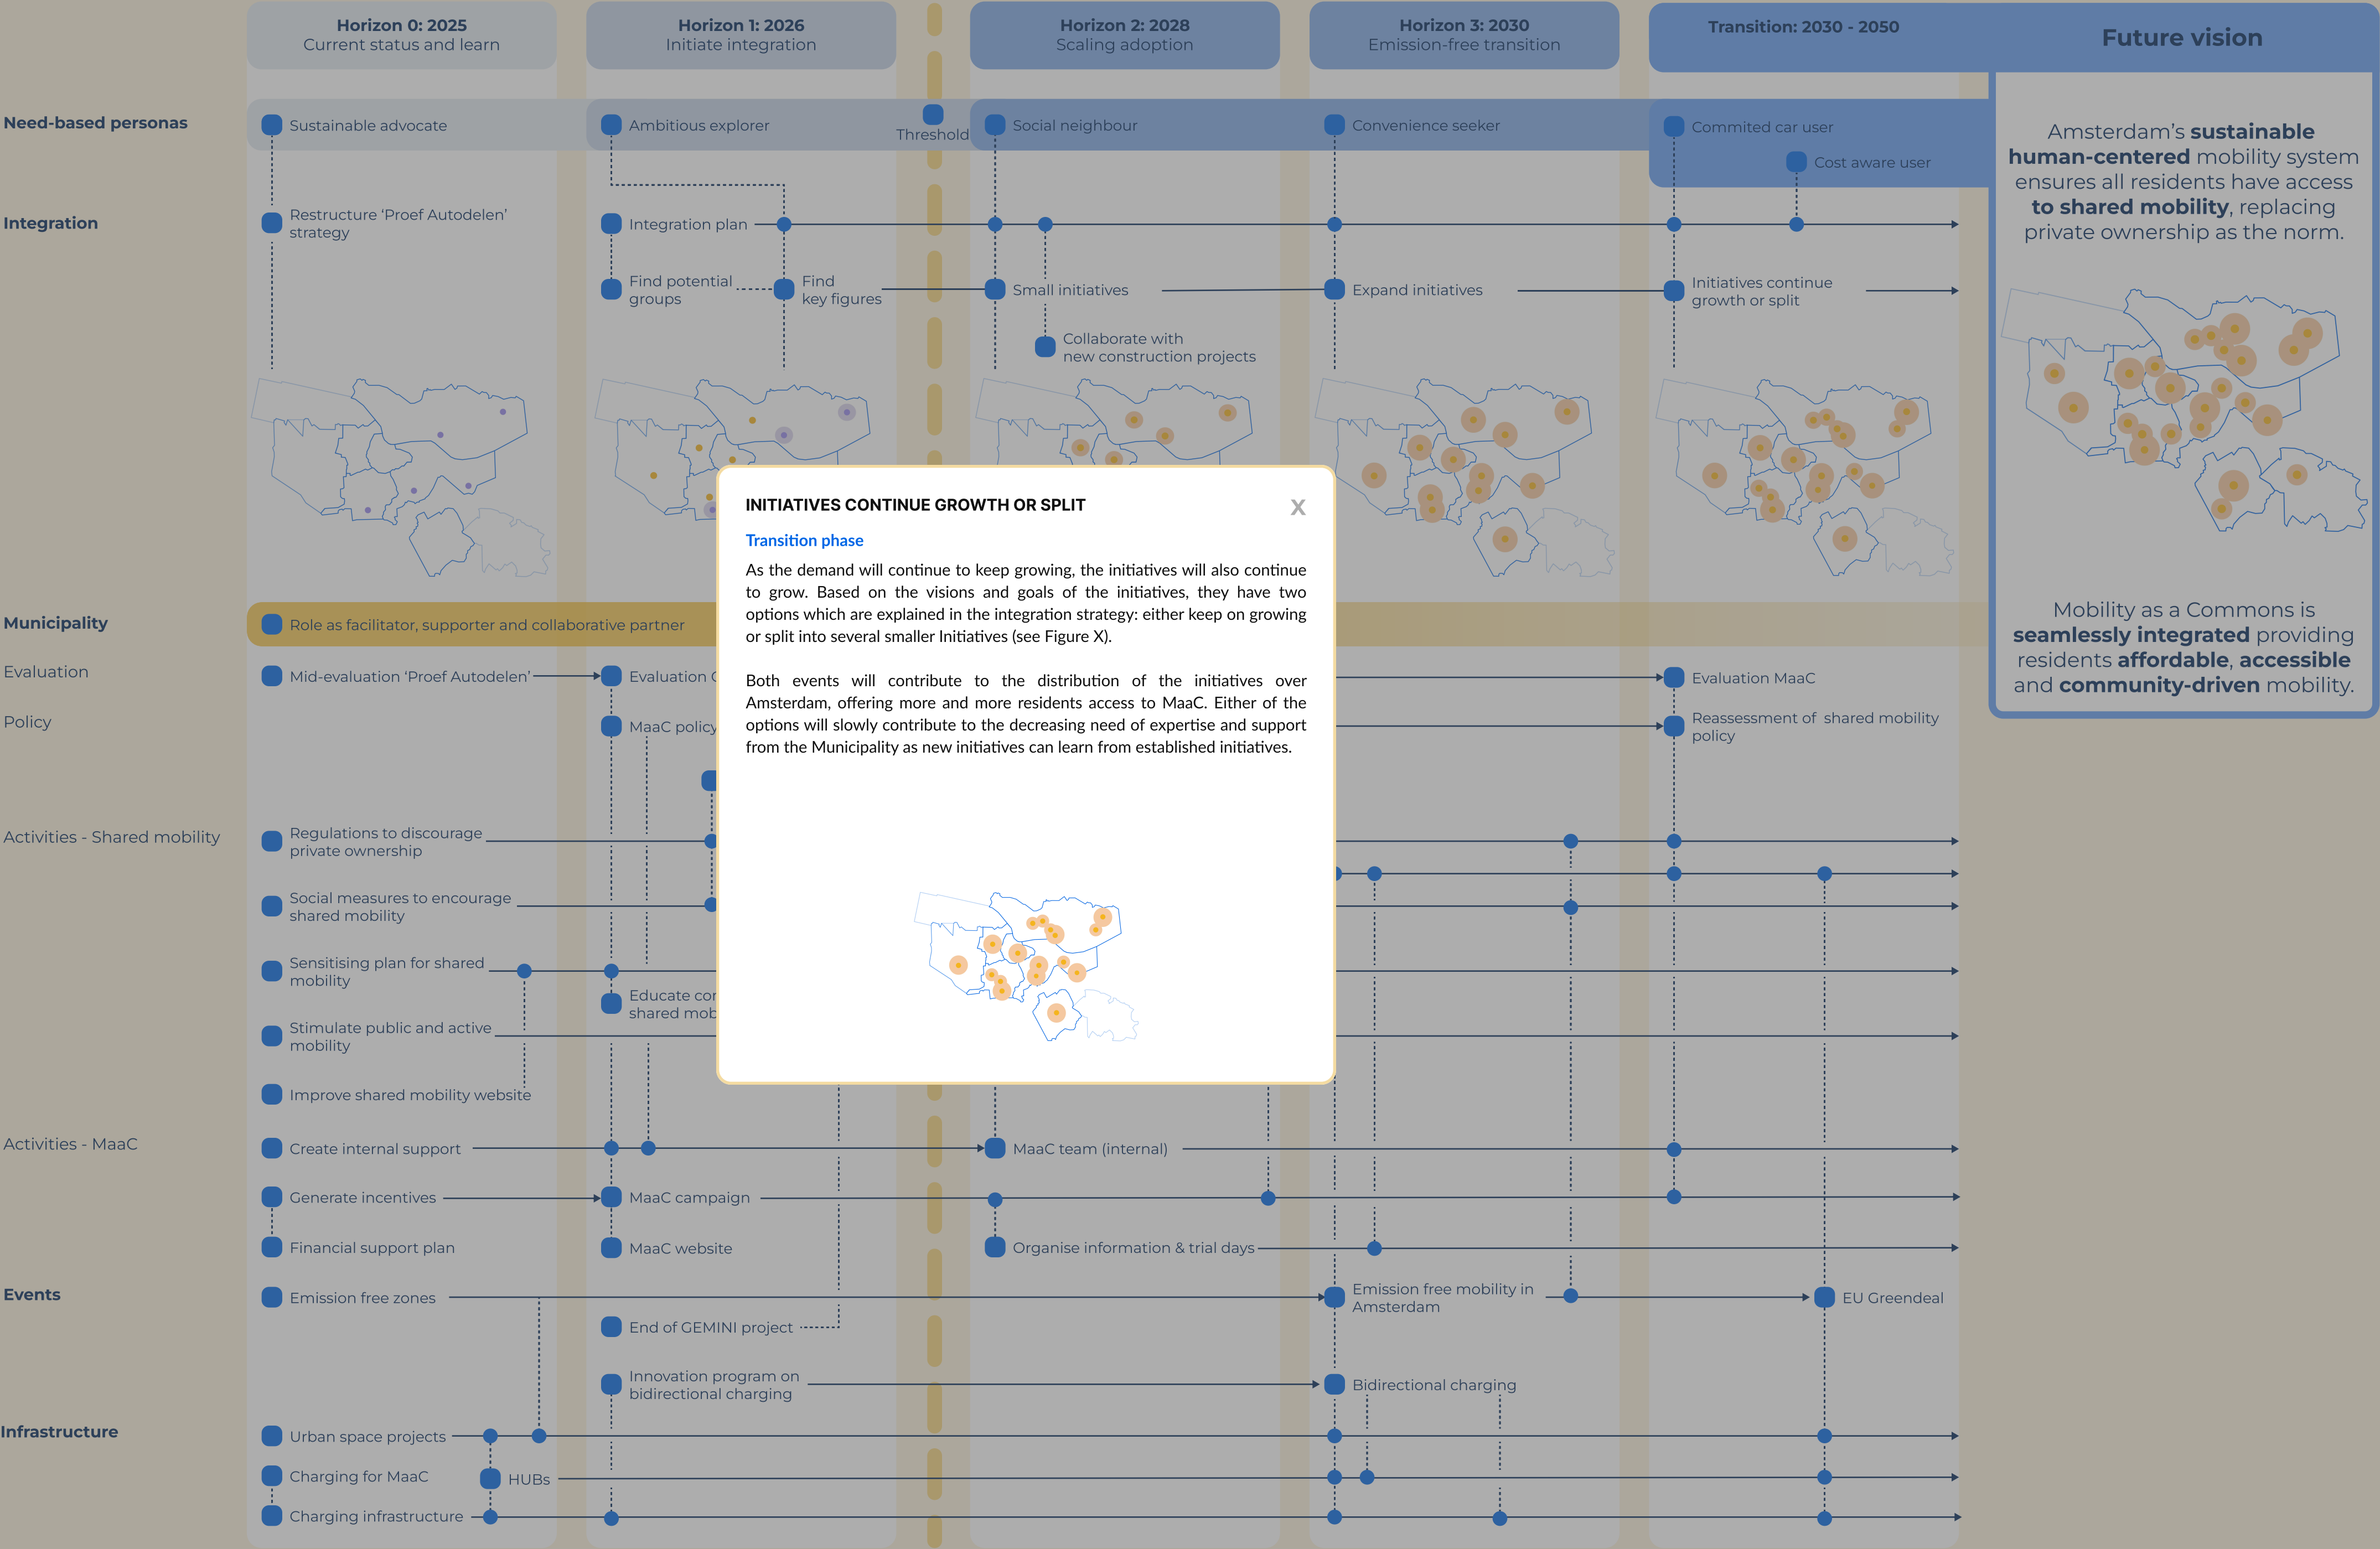 Horizon 0: 2025
Current status and learn
Horizon 1: 2026
Initiate integration
Horizon 2: 2028
Scaling adoption
Horizon 3: 2030
Emission-free transition
Transition: 2030 - 2050
Future vision
Need-based personas
Sustainable advocate
Ambitious explorer
Threshold
Social neighbour
Convenience seeker
Commited car user
Cost aware user
Amsterdam's sustainable
human-centered mobility system
ensures all residents have access
to shared mobility, replacing
private ownership as the norm.
Integration
Restructure ‘Proef Autodelen’
strategy
Integration plan
Find potential
groups
Find
key figures
Small initiatives
Expand initiatives
Initiatives continue
growth or split
Collaborate with
new construction projects
INITIATIVES CONTINUE GROWTH OR SPLIT
X
Transition phase
As the demand will continue to keep growing, the initiatives will also continue
to grow. Based on the visions and goals of the initiatives, they have two
options which are explained in the integration strategy: either keep on growing
or split into several smaller Initiatives (see Figure X).
Both events will contribute to the distribution of the initiatives over
Amsterdam, offering more and more residents access to MaaC. Either of the
options will slowly contribute to the decreasing need of expertise and support
from the Municipality as new initiatives can learn from established initiatives.
Mobility as a Commons is
seamlessly integrated providing
residents affordable, accessible
and community-driven mobility.
Municipality
Role as facilitator, supporter and collaborative partner
Evaluation
Mid-evaluation ‘Proef Autodelen’
Evaluation
Evaluation MaaC
Policy
MaaC policy
Reassessment of shared mobility
policy
Activities - Shared mobility
Regulations to discourage
private ownership
Social measures to encourage
shared mobility
Sensitising plan for shared
mobility
Educate
shared
Stimulate public and active
mobility
Improve shared mobility website
Activities - MaaC
Create internal support
MaaC team (internal)
Generate incentives
MaaC campaign
Financial support plan
MaaC website
Organise information & trial days
Events
Emission free zones
Emission free mobility in
Amsterdam
EU Greendeal
End of GEMINI project
Innovation program on
bidirectional charging
Bidirectional charging
Infrastructure
Urban space projects
Charging for MaaC
HUBs
Charging infrastructure